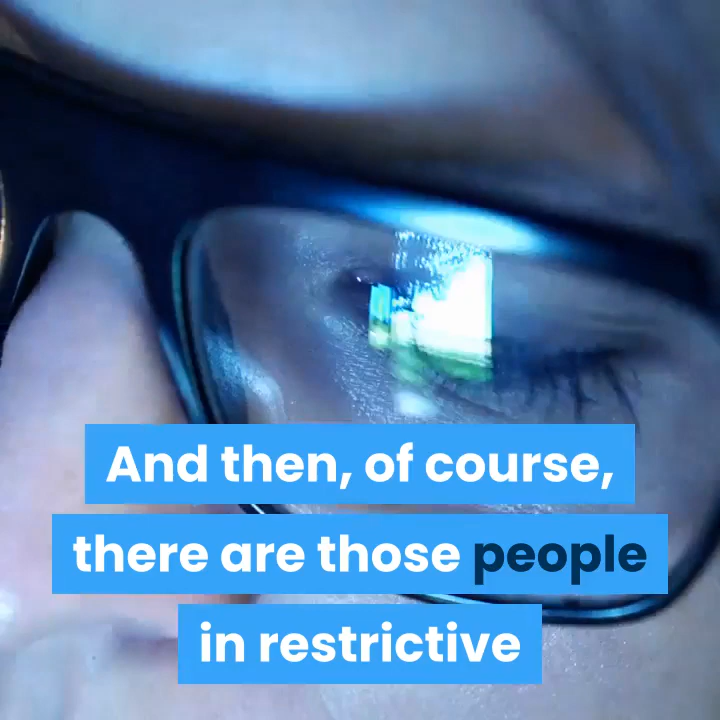 And then, of course,
there are those people
in restrictive